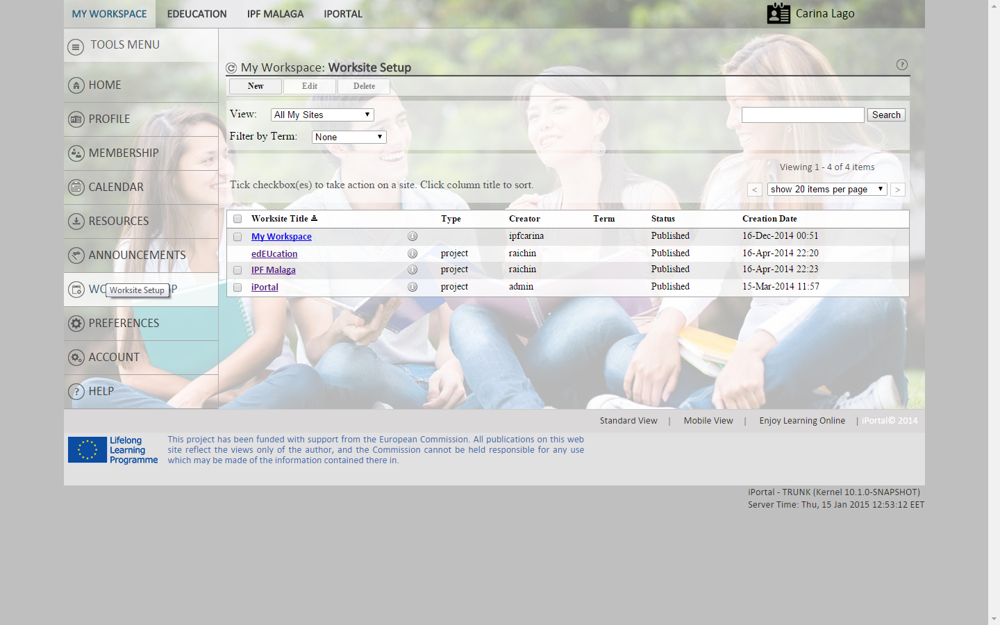 MY WORKSPACE EDEUCATION IPF MALAGA IPORTAL Carina Lago
TOOLS MENU
HOME
PROFILE
MEMBERSHIP
CALENDAR
RESOURCES
ANNOUNCEMENTS
Worksite Setup
PREFERENCES
ACCOUNT
? HELP
My Workspace: Worksite Setup ?
New Edit Delete
View: All My Sites Search
Filter by Term: None
Viewing 1 - 4 of 4 items
Tick checkbox(es) to take action on a site. Click column title to sort.
< show 20 items per page >
Worksite Title Type Creator Term Status Creation Date
My Workspace ipfcarina Published 16-Dec-2014 00:51
edEUcation project raichin Published 16-Apr-2014 22:20
IPF Malaga project raichin Published 16-Apr-2014 22:23
iPortal project admin Published 15-Mar-2014 11:57
Standard View | Mobile View | Enjoy Learning Online | iPortal© 2014
Lifelong
Learning
Programme
This project has been funded with support from the European Commission. All publications on this web
site reflect the views only of the author, and the Commission cannot be held responsible for any use
which may be made of the information contained there in.
iPortal - TRUNK (Kernel 10.1.0-SNAPSHOT)
Server Time: Thu, 15 Jan 2015 12:53:12 EET